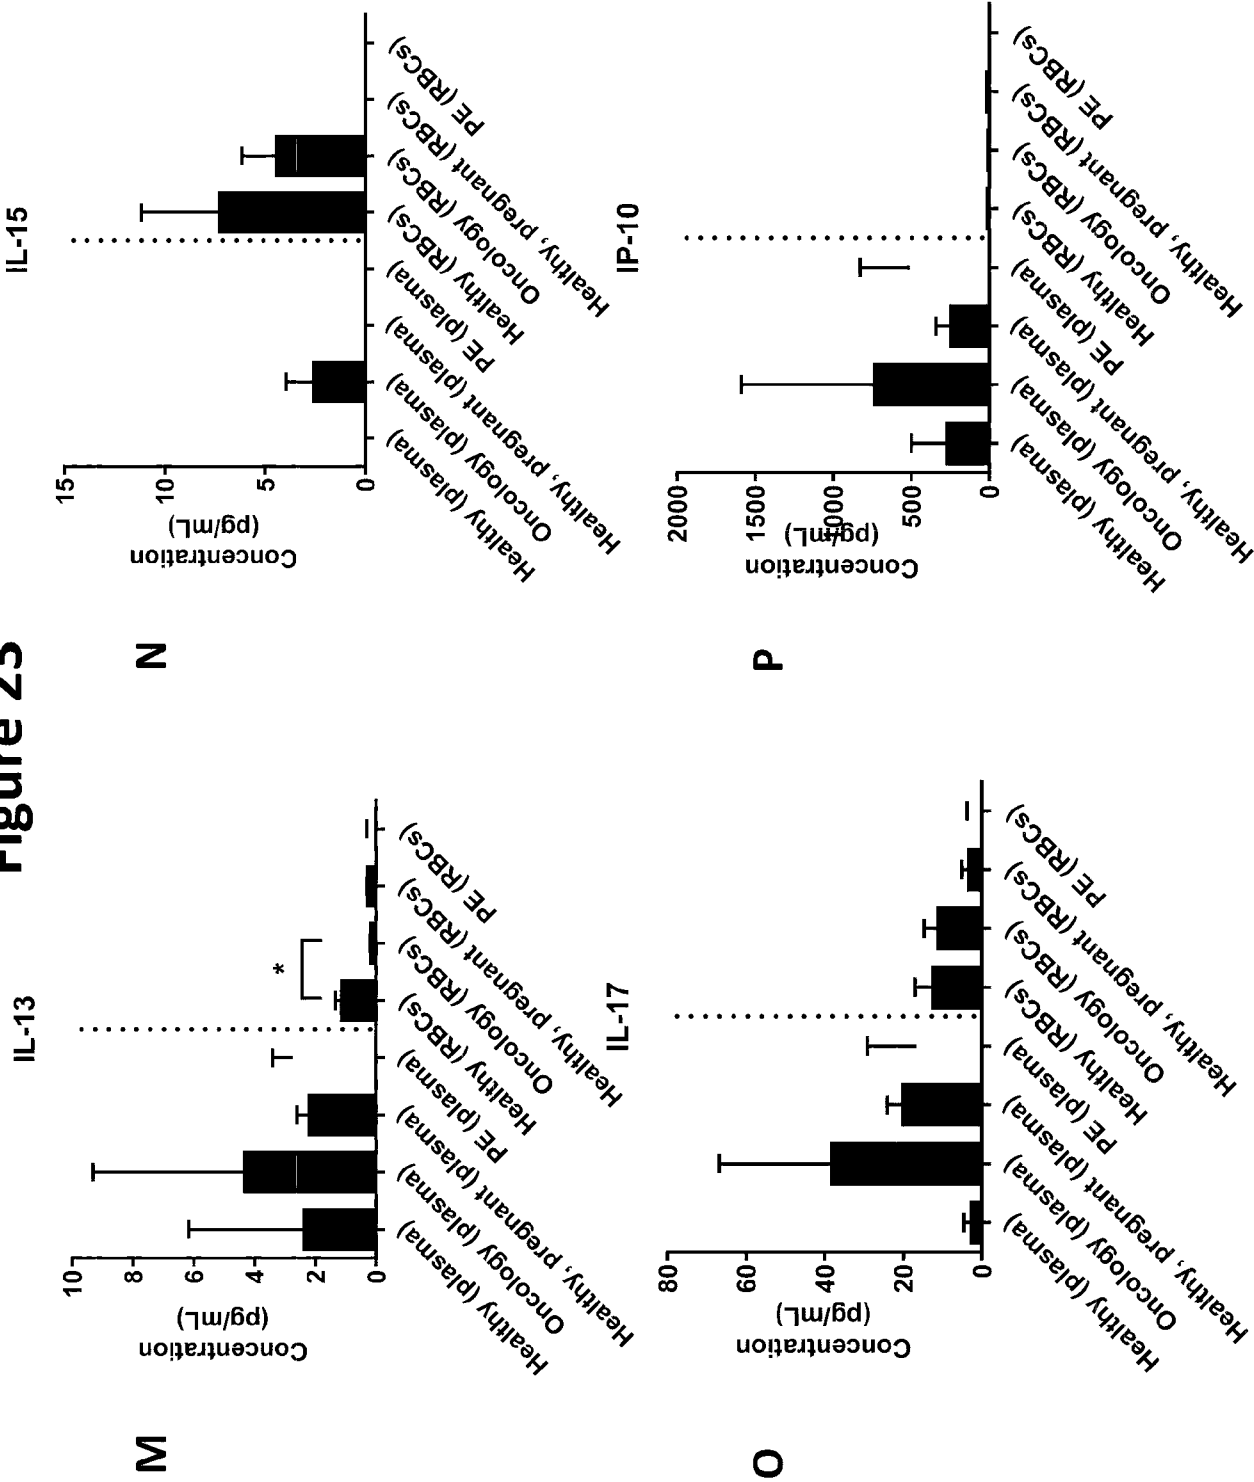 Figure 23
M
IL-13
Concentration
(pg/mL)
10
8
6
4
2
0
*
Healthy (plasma)
Oncology (plasma)
Healthy, pregnant (plasma)
PE (plasma)
Healthy (RBCs)
Oncology (RBCs)
Healthy, pregnant (RBCs)
PE (RBCs)
N
IL-15
Concentration
(pg/mL)
15
10
5
0
Healthy (plasma)
Oncology (plasma)
Healthy, pregnant (plasma)
PE (plasma)
Healthy (RBCs)
Oncology (RBCs)
Healthy, pregnant (RBCs)
PE (RBCs)
O
IL-17
Concentration
(pg/mL)
80
60
40
20
0
Healthy (plasma)
Oncology (plasma)
Healthy, pregnant (plasma)
PE (plasma)
Healthy (RBCs)
Oncology (RBCs)
Healthy, pregnant (RBCs)
PE (RBCs)
P
IP-10
Concentration
(pg/mL)
2000
1500
1000
500
0
Healthy (plasma)
Oncology (plasma)
Healthy, pregnant (plasma)
PE (plasma)
Healthy (RBCs)
Oncology (RBCs)
Healthy, pregnant (RBCs)
PE (RBCs)